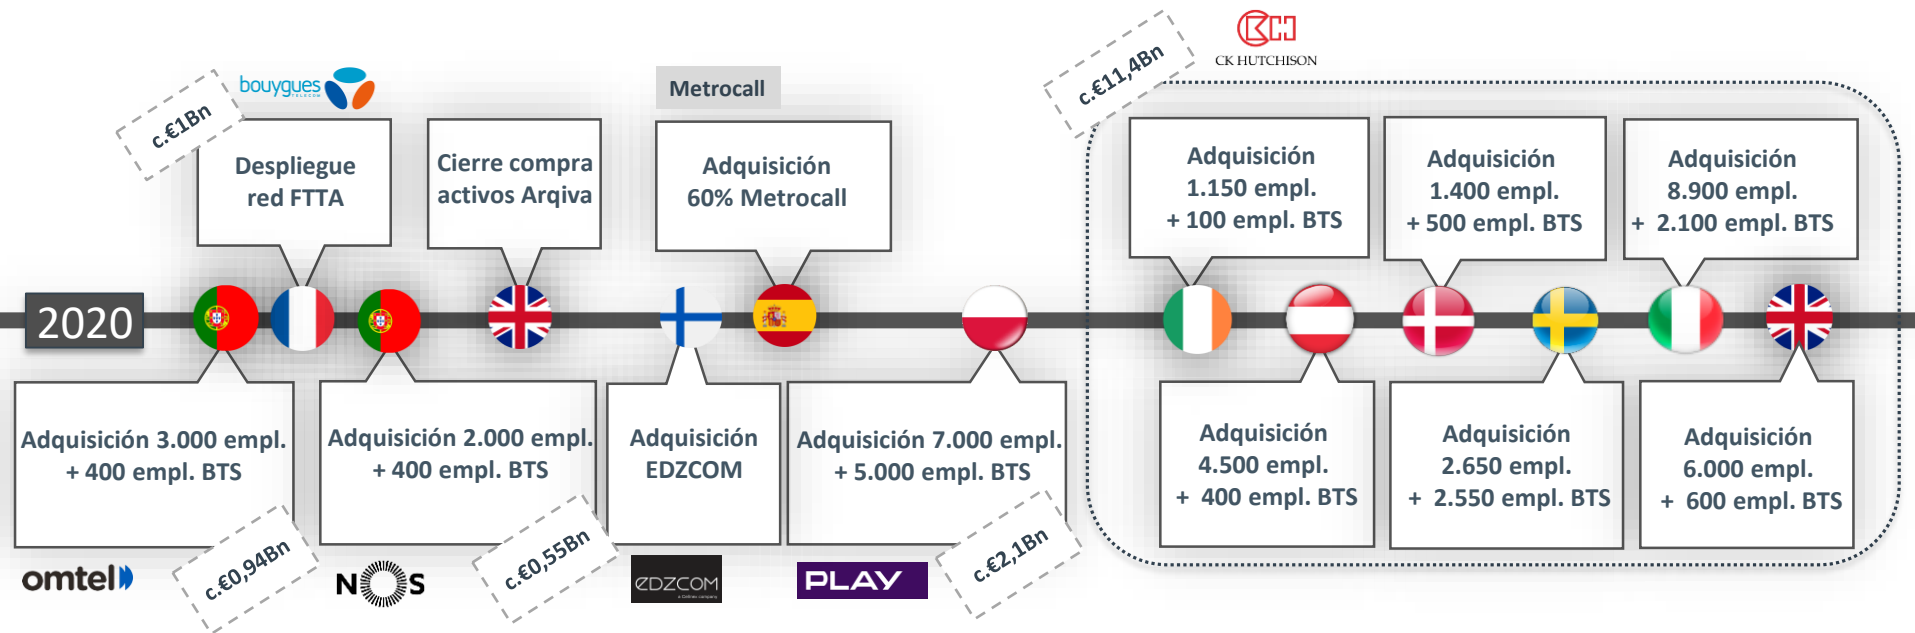 CK HUTCHISON
c.€11,4Bn
bouygues
TELECOM
c.€1Bn
Metrocall
Despliegue
red FTTA
Cierre compra
activos Arqiva
Adquisición
60% Metrocall
Adquisición
1.150 empl.
+ 100 empl. BTS
Adquisición
1.400 empl.
+ 500 empl. BTS
Adquisición
8.900 empl.
+ 2.100 empl. BTS
2020
Adquisición 3.000 empl.
+ 400 empl. BTS
Adquisición 2.000 empl.
+ 400 empl. BTS
Adquisición
EDZCOM
Adquisición 7.000 empl.
+ 5.000 empl. BTS
Adquisición
4.500 empl.
+ 400 empl. BTS
Adquisición
2.650 empl.
+ 2.550 empl. BTS
Adquisición
6.000 empl.
+ 600 empl. BTS
omtel
c.€0,94Bn
NOS
c.€0,55Bn
EDZCOM
a Cellnex company
PLAY
c.€2,1Bn